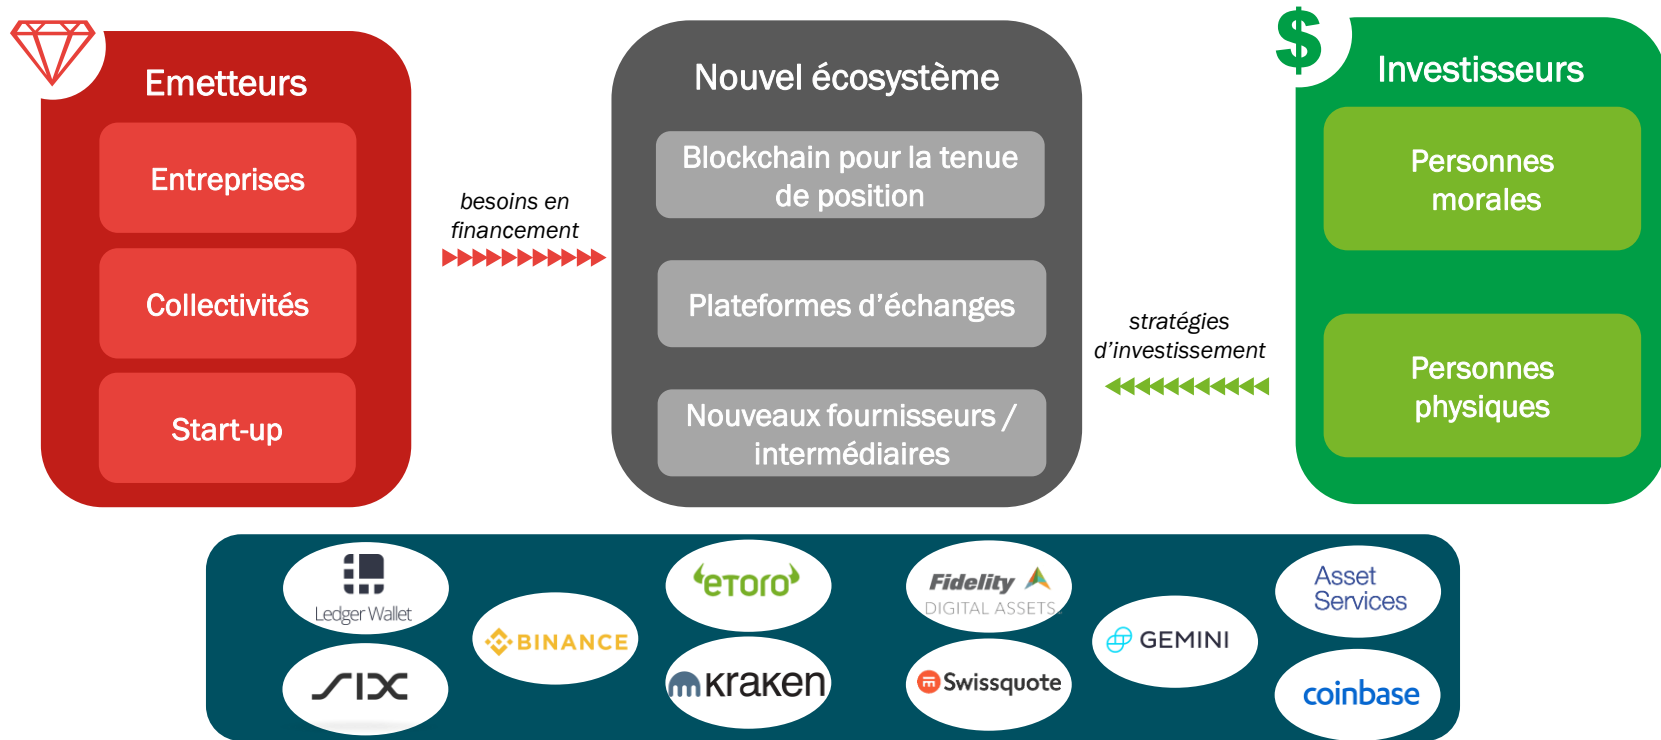 Emetteurs
Entreprises
Collectivités
Start-up
besoins en
financement
Nouvel écosystème
Blockchain pour la tenue
de position
Plateformes d’échanges
Nouveaux fournisseurs /
intermédiaires
stratégies
d’investissement
$
Investisseurs
Personnes
morales
Personnes
physiques
Ledger Wallet
SIX
BINANCE
eToro
kraken
Fidelity
DIGITAL ASSETS
Swissquote
GEMINI
Asset
Services
coinbase